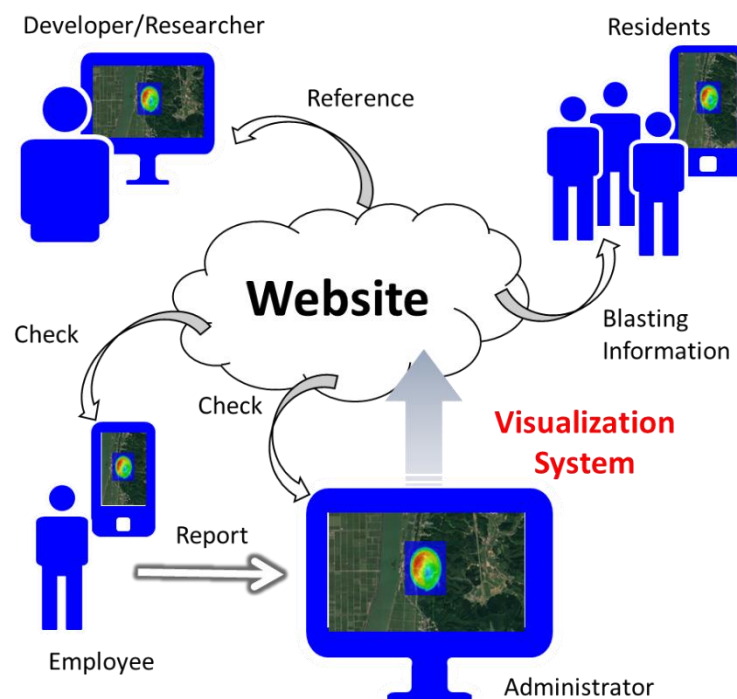 Developer/Researcher
Residents
Reference
Website
Check
Blasting
Information
Check
Visualization
System
Report
Employee
Administrator